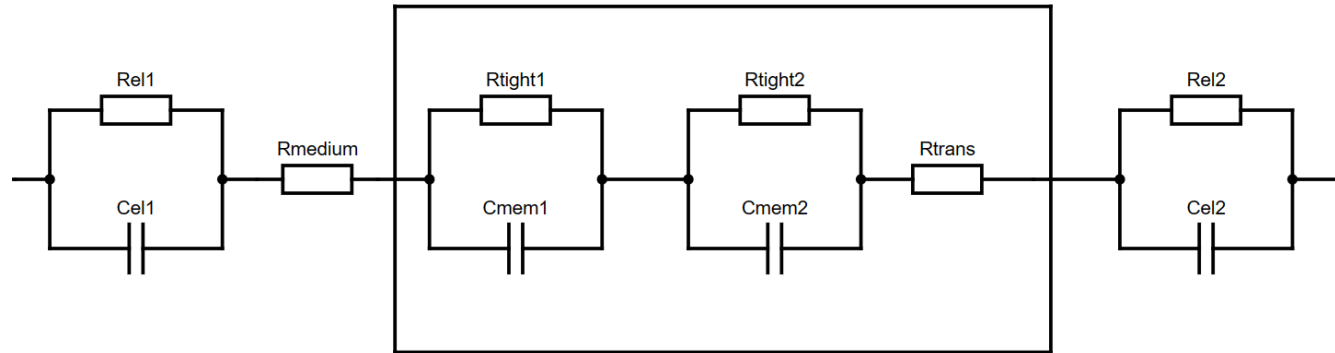 Rel1
Rtight1
Rtight2
Rel2
Rmedium
Rtrans
Cel1
Cmem1
Cmem2
Cel2